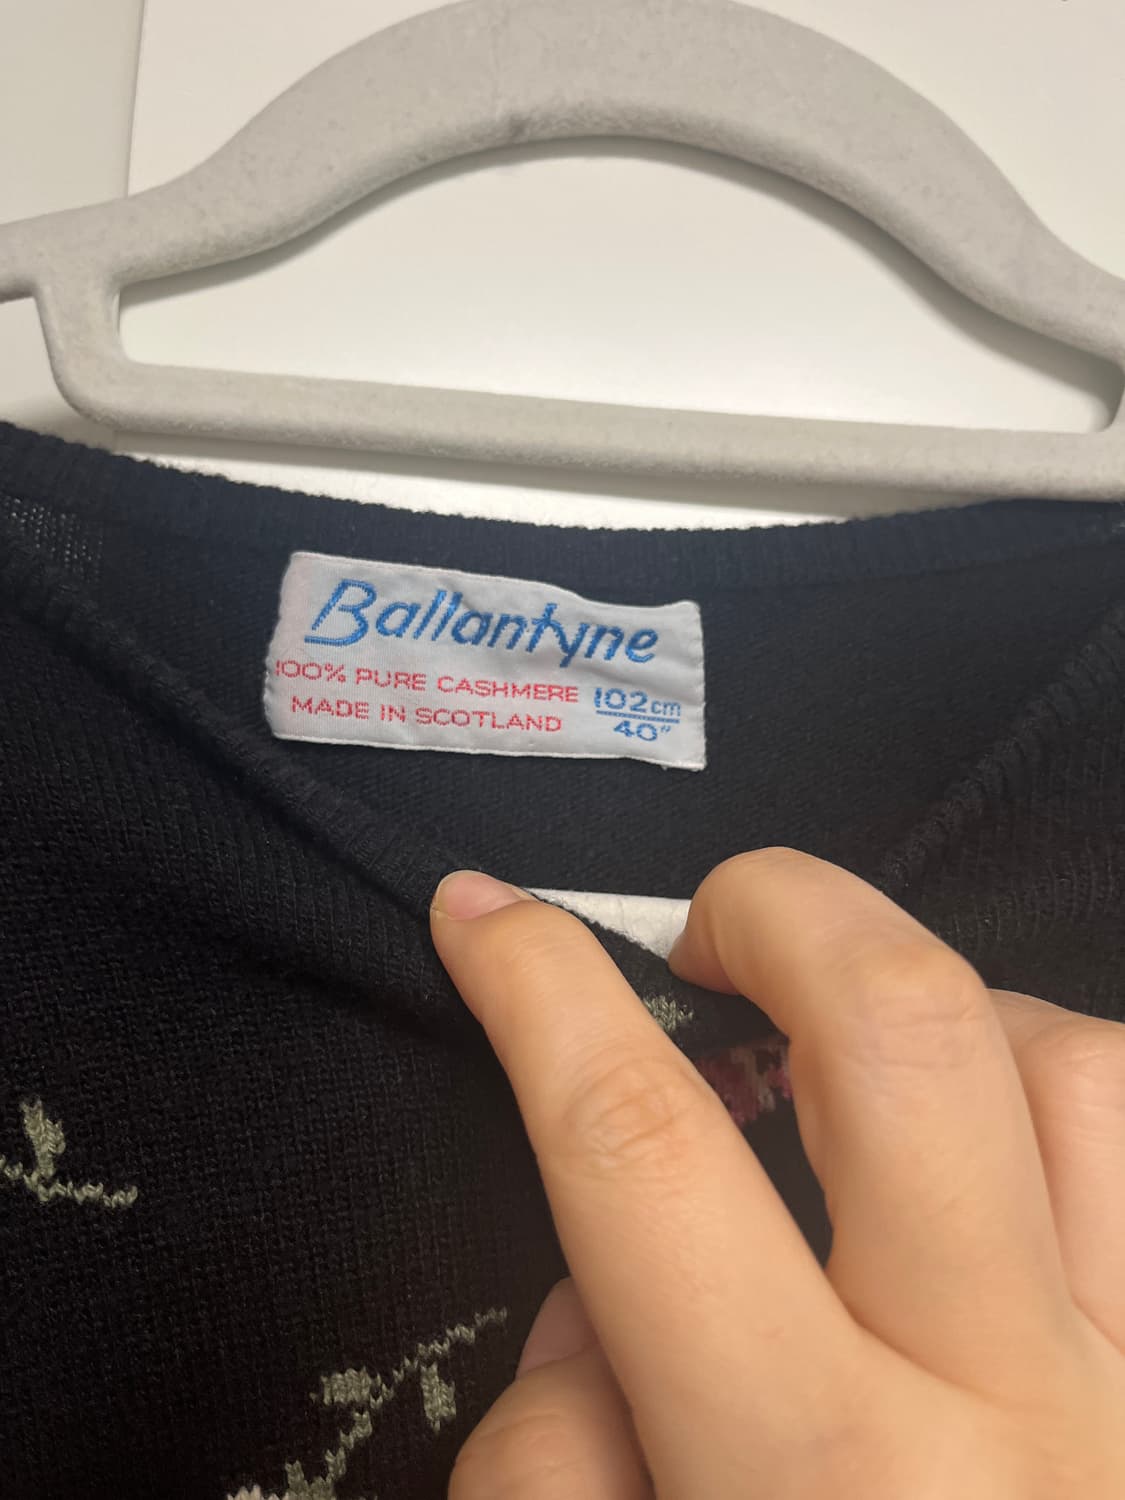 Ballantyne
100% PURE CASHMERE
MADE IN SCOTLAND
102cm
40"